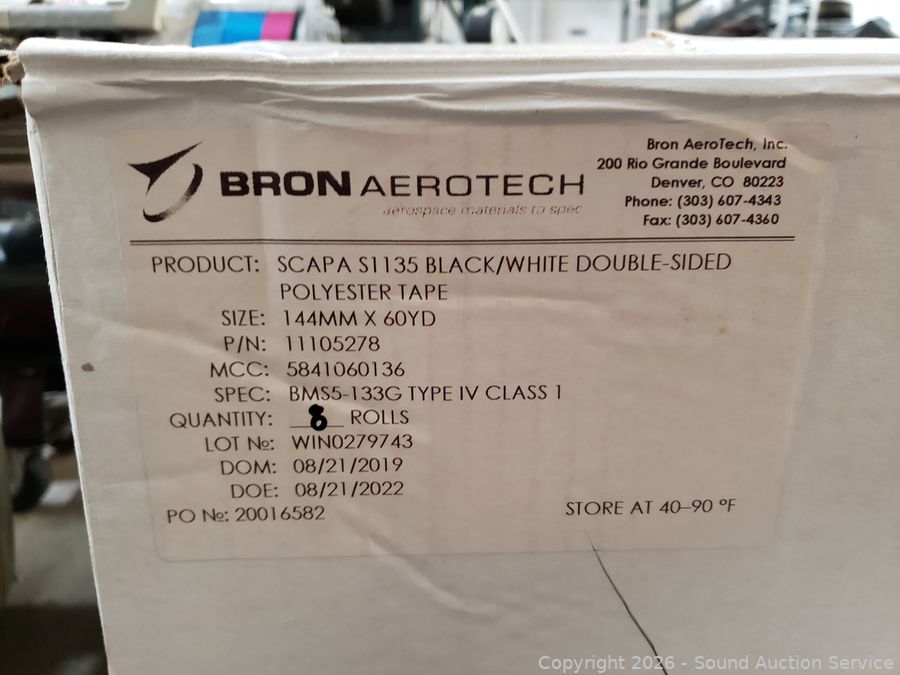 BRON AEROTECH
aerospace materials to spec
Bron AeroTech, Inc.
200 Rio Grande Boulevard
Denver, CO 80223
Phone: (303) 607-4343
Fax: (303) 607-4360
PRODUCT: SCAPA S1135 BLACK/WHITE DOUBLE-SIDED
POLYESTER TAPE
SIZE: 144MM X 60YD
P/N: 11105278
MCC: 5841060136
SPEC: BMS5-133G TYPE IV CLASS 1
QUANTITY: 8 ROLLS
LOT №: WIN0279743
DOM: 08/21/2019
DOE: 08/21/2022
PO №: 20016582
STORE AT 40–90 ºF
Copyright 2026 - Sound Auction Service